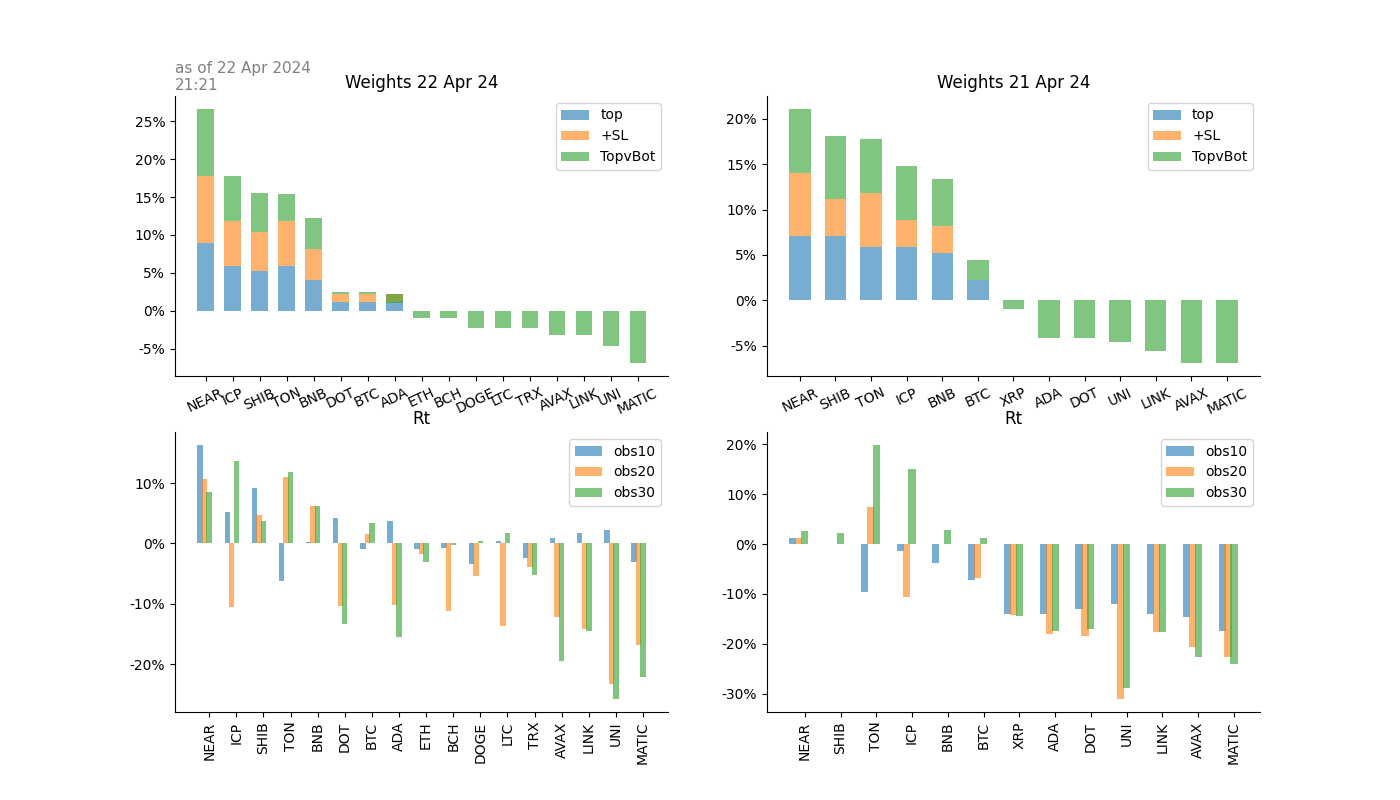 as of 22 Apr 2024
21:21
Weights 22 Apr 24
25%
20%
15%
10%
5%
0%
-5%
top
+SL
TopvBot
NEAR ICP SHIB TON BNB DOT BTC ADA ETH BCH DOGE LTC TRX AVAX LINK UNI MATIC
Weights 21 Apr 24
20%
15%
10%
5%
0%
-5%
top
+SL
TopvBot
NEAR SHIB TON ICP BNB BTC XRP ADA DOT UNI LINK AVAX MATIC
Rt
10%
0%
-10%
-20%
obs10
obs20
obs30
NEAR ICP SHIB TON BNB DOT BTC ADA ETH BCH DOGE LTC TRX AVAX LINK UNI MATIC
Rt
20%
10%
0%
-10%
-20%
-30%
obs10
obs20
obs30
NEAR SHIB TON ICP BNB BTC XRP ADA DOT UNI LINK AVAX MATIC